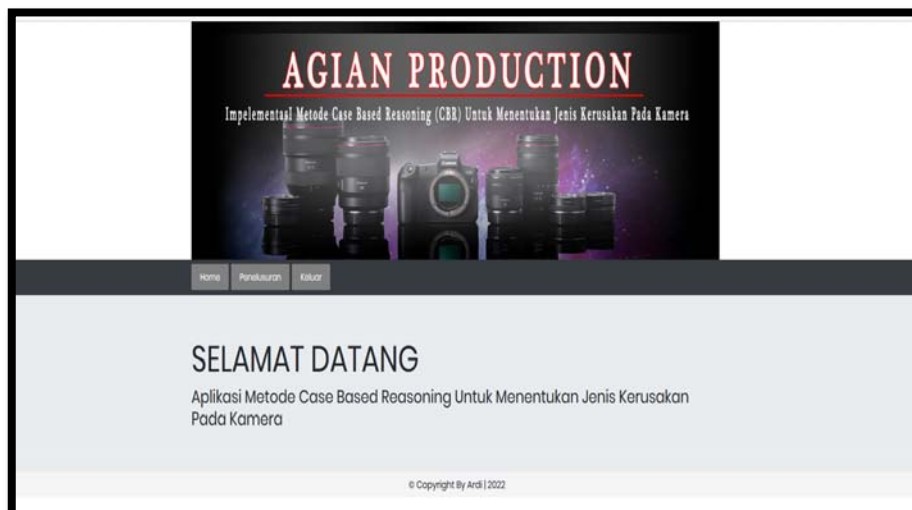 AGIAN PRODUCTION
Impelementasi Metode Case Based Reasoning (CBR) Untuk Menentukan Jenis Kerusakan Pada Kamera
Canon
Home Penelusuran Keluar
SELAMAT DATANG
Aplikasi Metode Case Based Reasoning Untuk Menentukan Jenis Kerusakan
Pada Kamera
© Copyright By Ardi | 2022